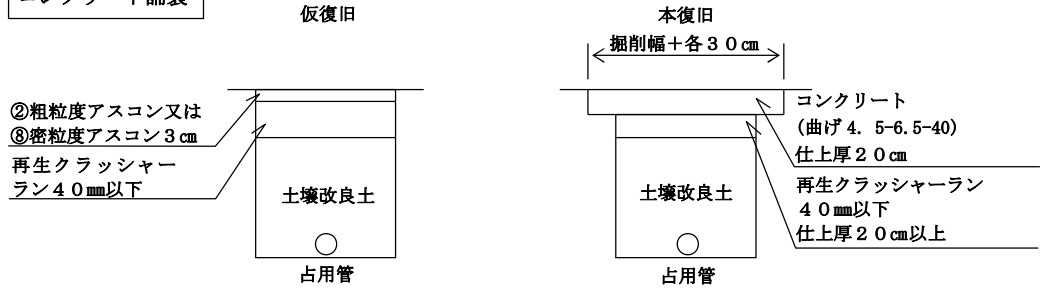 コンクリート舗装
仮復旧
②粗粒度アスコン又は
⑧密粒度アスコン3㎝
再生クラッシャー
ラン40㎜以下
土壌改良土
占用管
本復旧
掘削幅+各30㎝
コンクリート
(曲げ4. 5-6.5-40)
仕上厚20㎝
再生クラッシャーラン
40㎜以下
仕上厚20㎝以上
土壌改良土
占用管